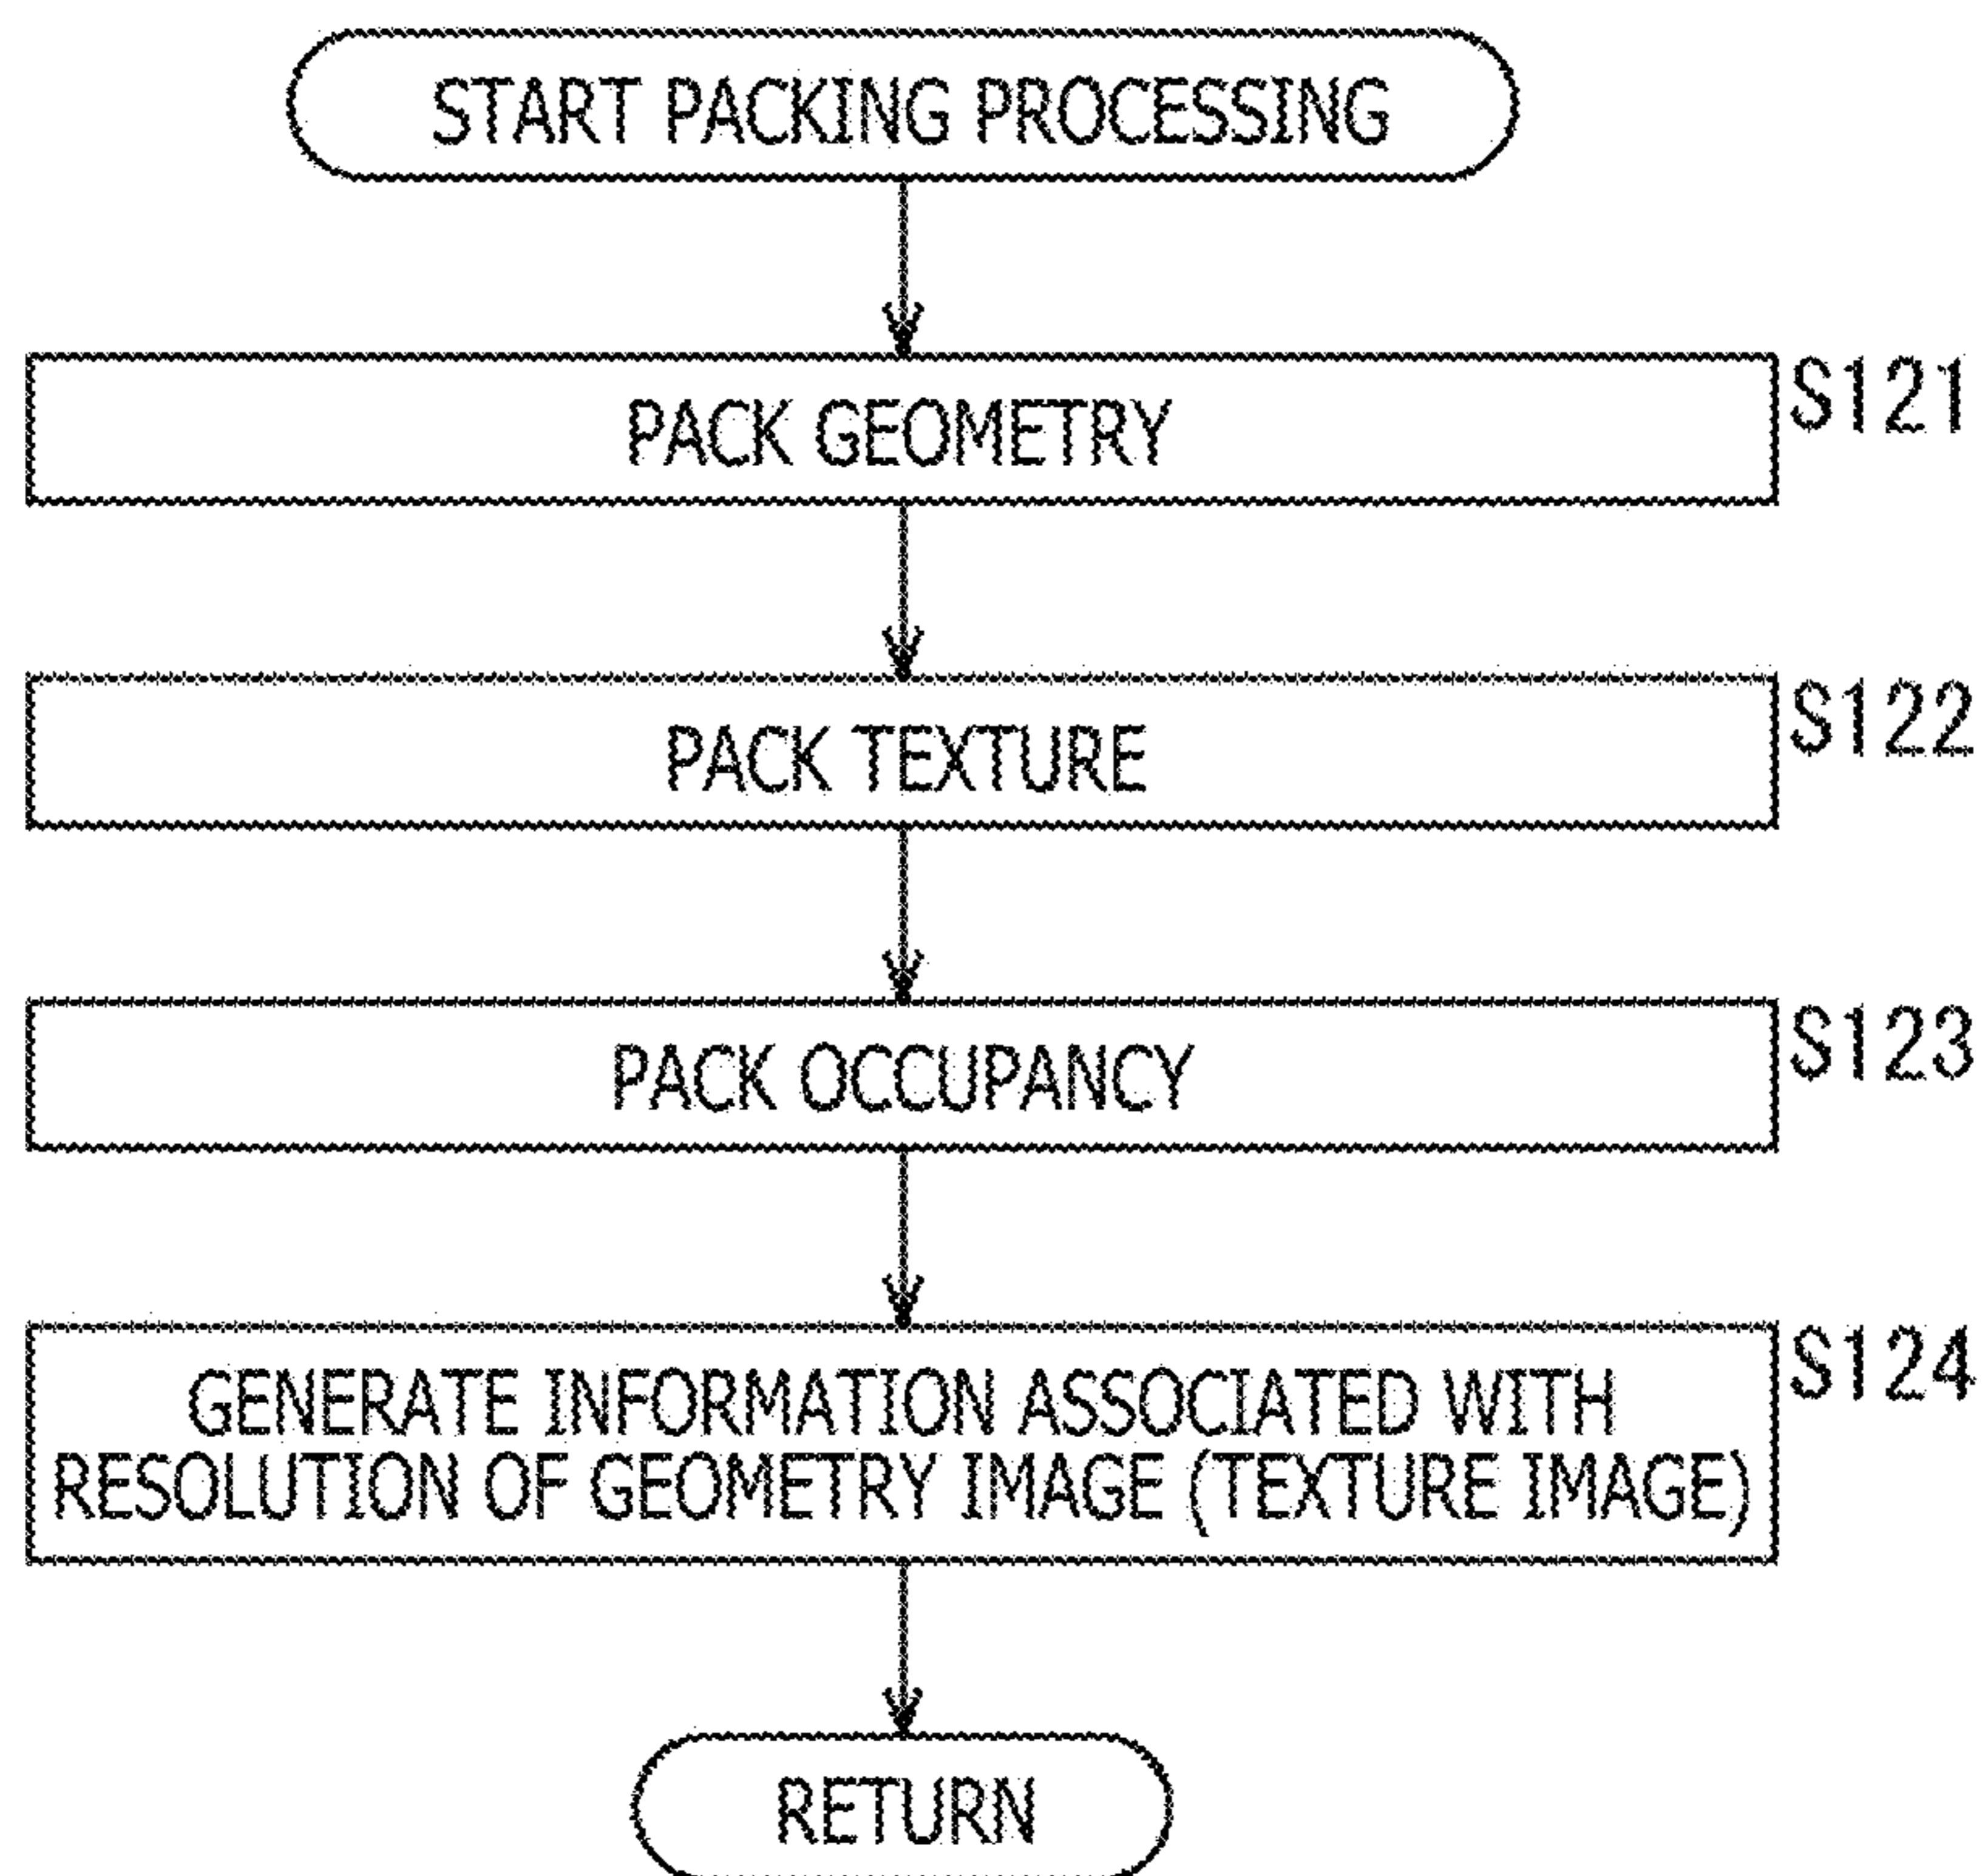 START PACKING PROCESSING
PACK GEOMETRY
S121
PACK TEXTURE
S122
PACK OCCUPANCY
S123
GENERATE INFORMATION ASSOCIATED WITH
RESOLUTION OF GEOMETRY IMAGE (TEXTURE IMAGE)
S124
RETURN